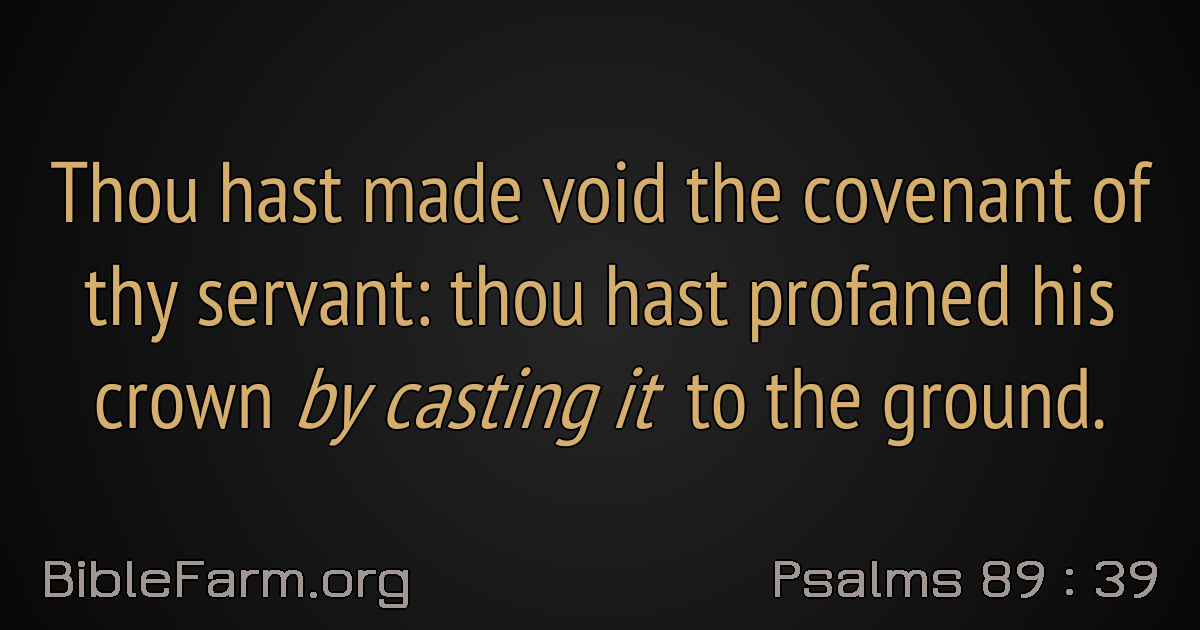 Thou hast made void the covenant of
thy servant: thou hast profaned his
crown by casting it to the ground.
BibleFarm.org
Psalms 89 : 39